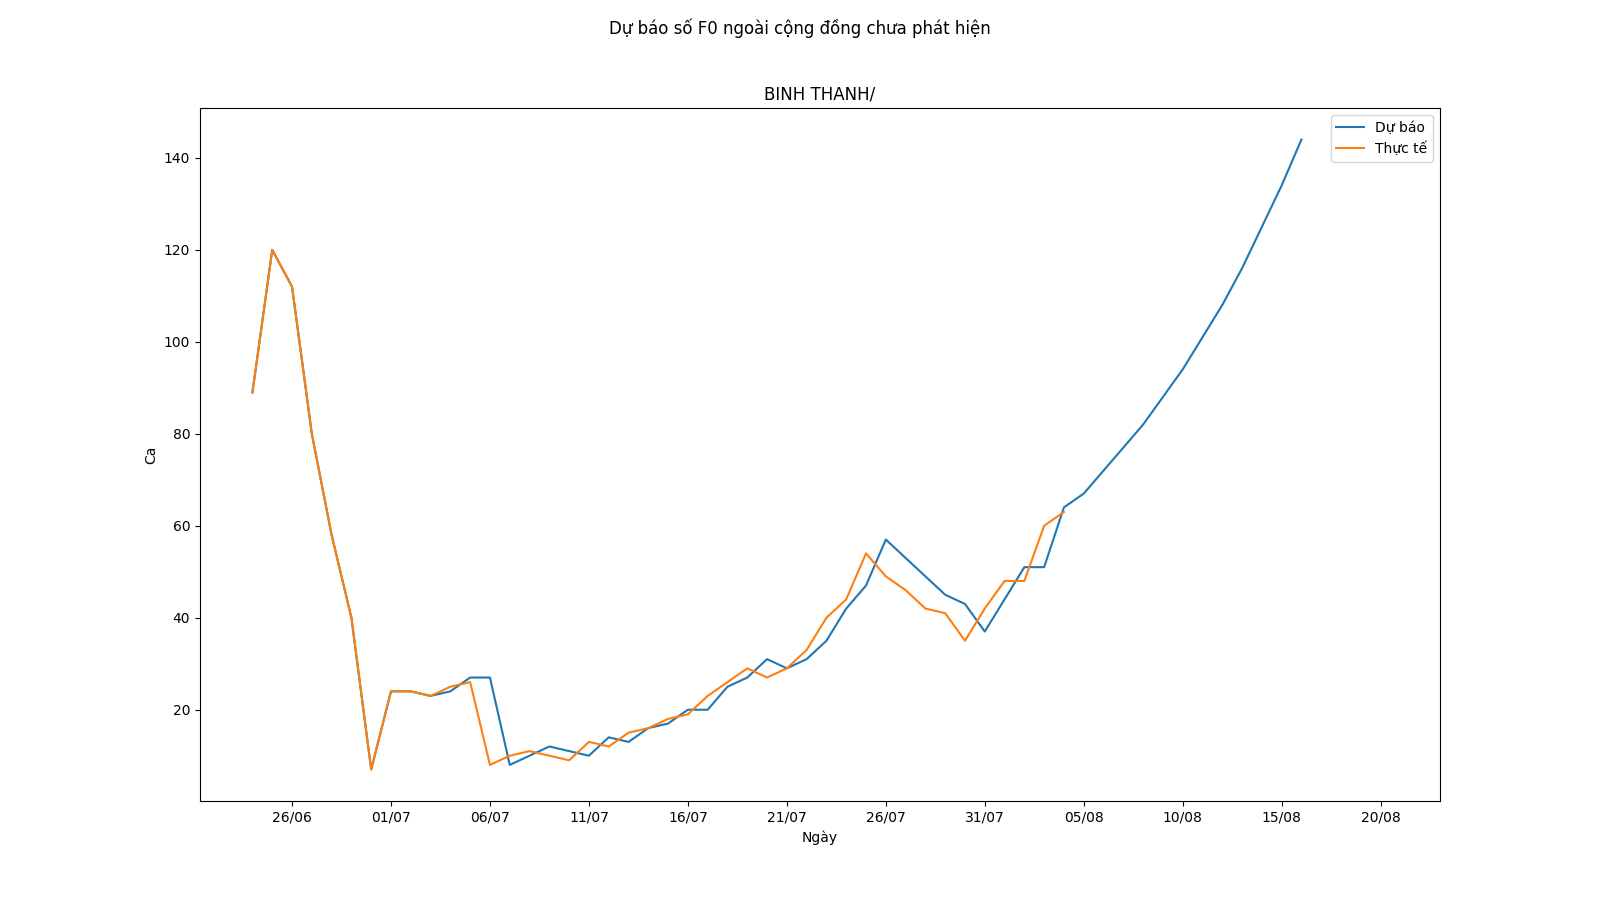 Dự báo số F0 ngoài cộng đồng chưa phát hiện
BINH THANH/
Dự báo
Thực tế
140
120
100
80
60
40
20
Ca
26/06 01/07 06/07 11/07 16/07 21/07 26/07 31/07 05/08 10/08 15/08 20/08
Ngày